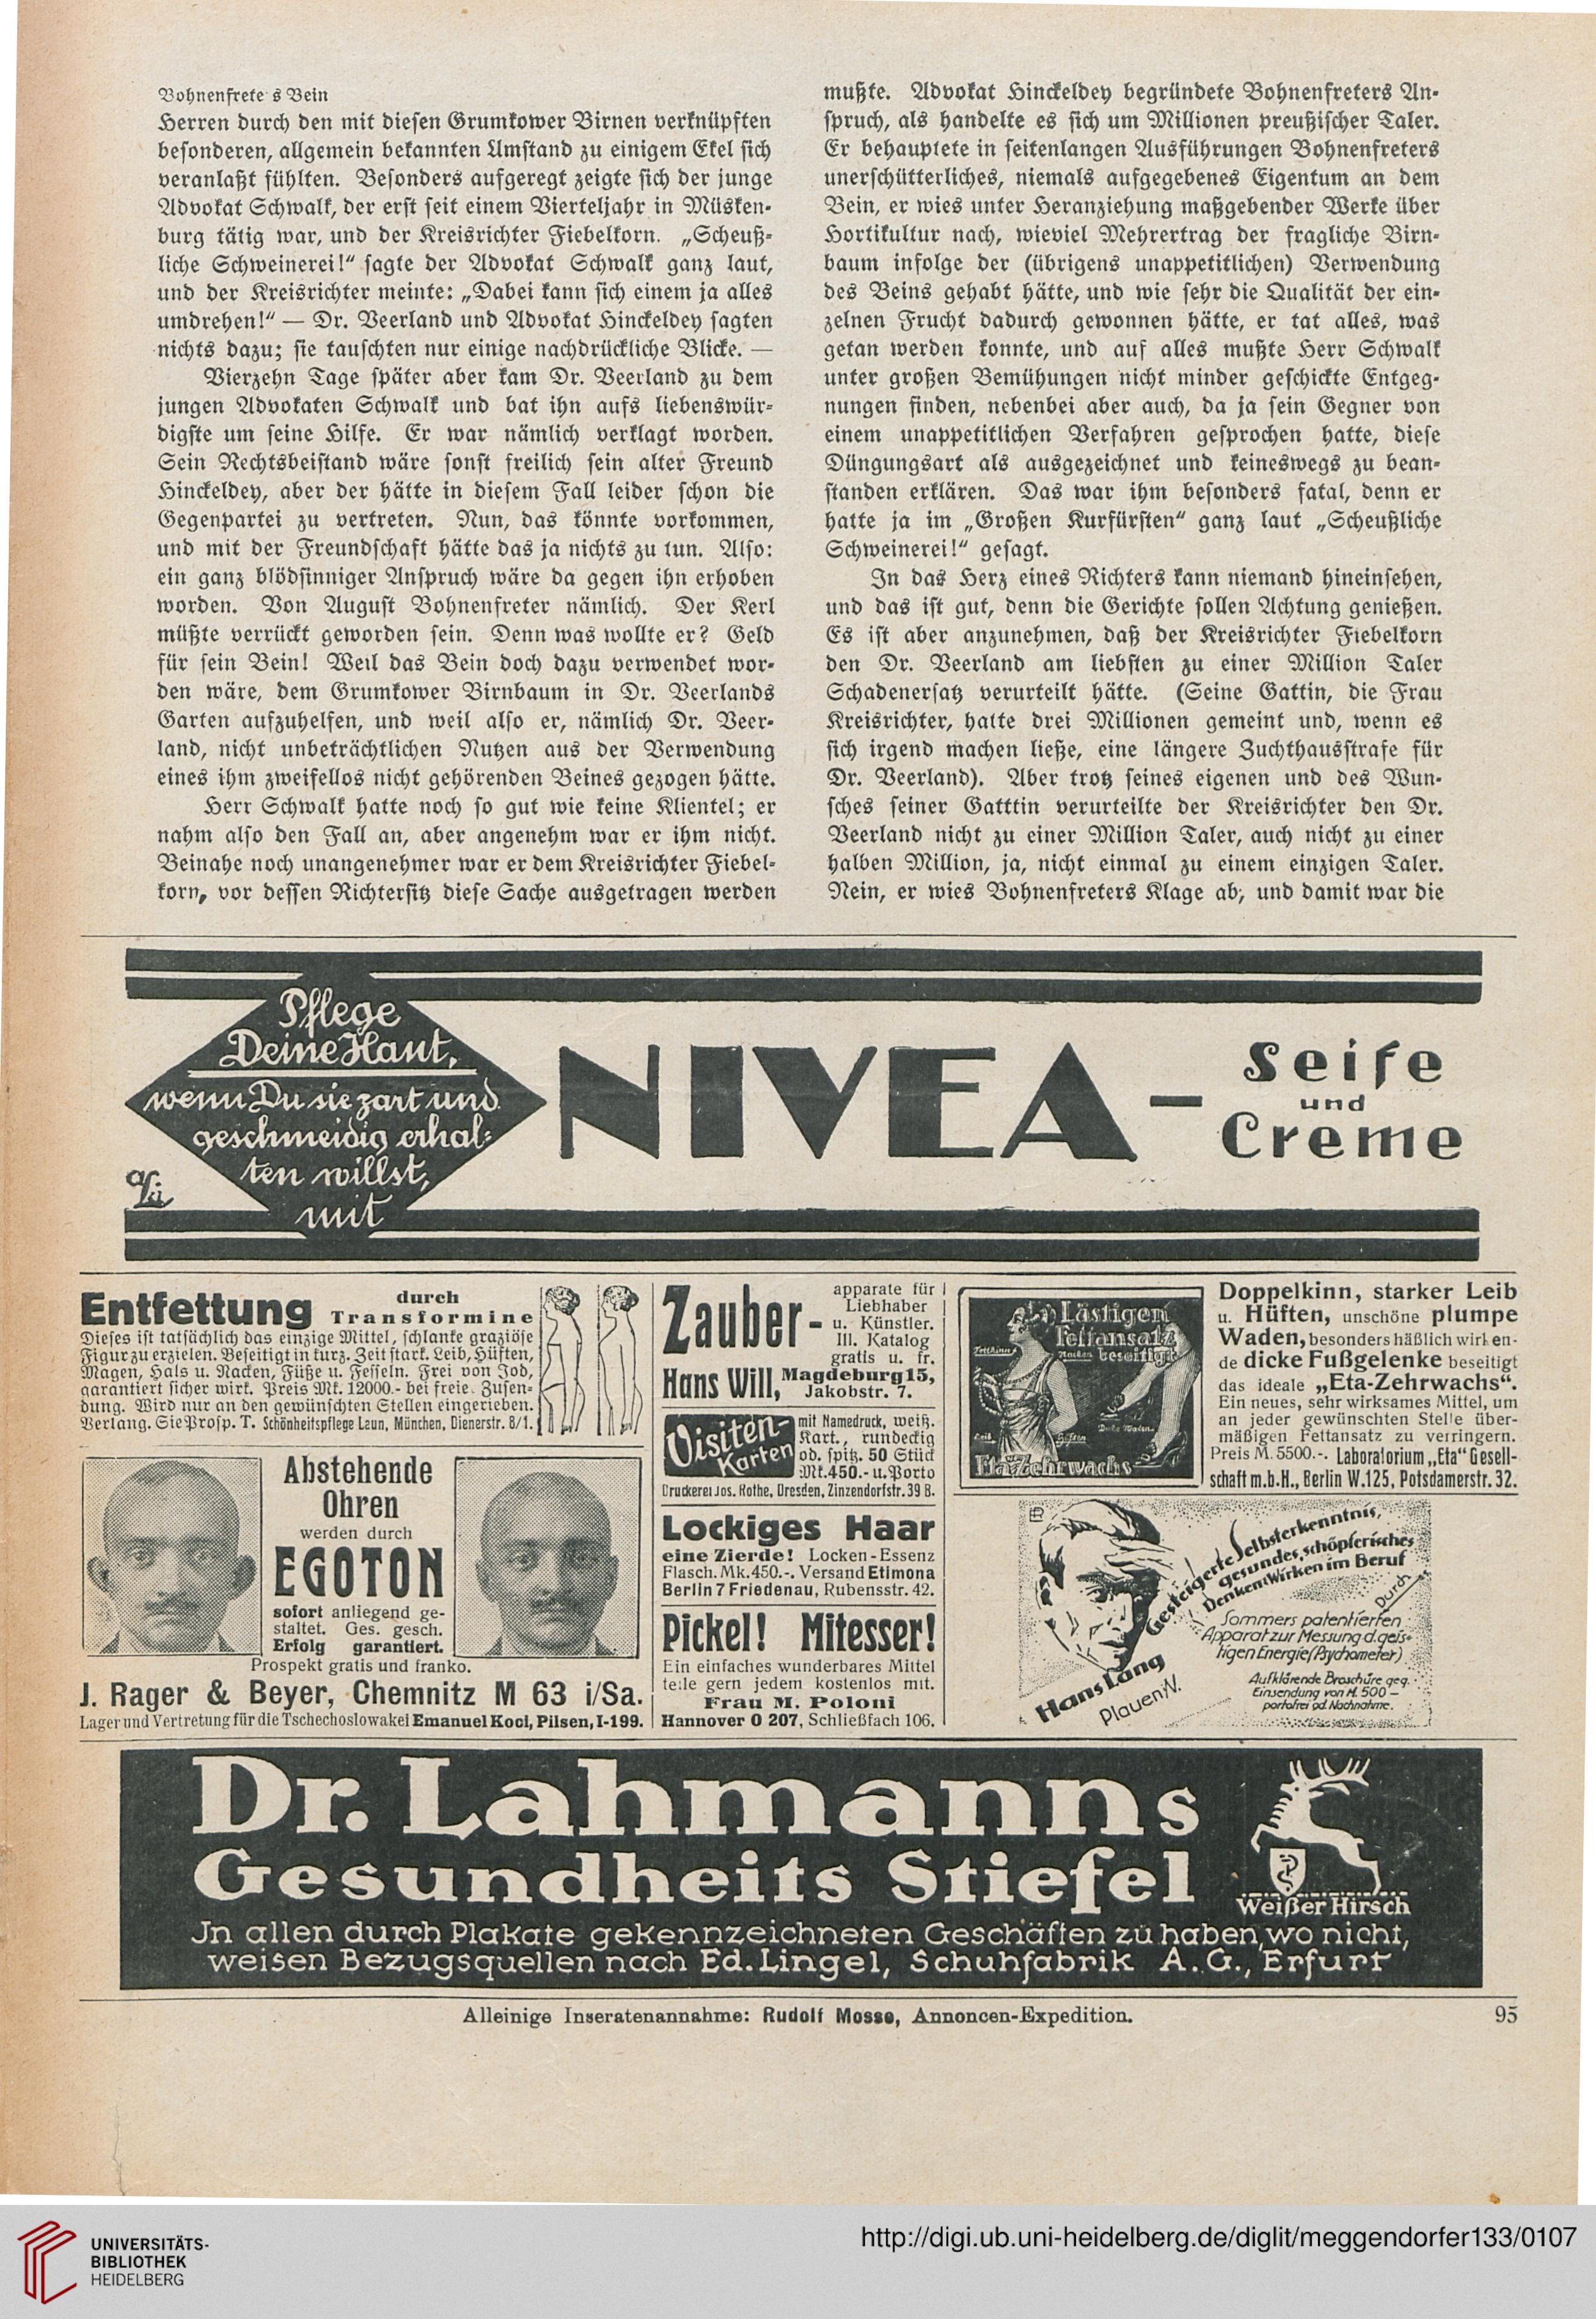 Bohnenfrete s Bein
Herren durch den mit diesen Grumkower Birnen verknüpften
besonderen, allgemein bekannten Umstand zu einigem Ekel sich
veranlaßt fühlten. Besonders aufgeregt zeigte sich der junge
Advokat Schwalk, der erst seit einem Vierteljahr in Müsken-
burg tätig war, und der Kreisrichter Fiebelkorn. „Scheuß-
liche Schweinerei!“ sagte der Advokat Schwalk ganz laut,
und der Kreisrichter meinte: „Dabei kann sich einem ja alles
umdrehen!“ — Dr. Veerland und Advokat Hinckeldey sagten
nichts dazu; sie tauschten nur einige nachdrückliche Blicke. —
Vierzehn Tage später aber kam Dr. Veerland zu dem
jungen Advokaten Schwalk und bat ihn aufs liebenswür-
digste um seine Hilfe. Er war nämlich verklagt worden.
Sein Rechtsbeistand wäre sonst freilich sein alter Freund
Hinckeldey, aber der hätte in diesem Fall leider schon die
Gegenpartei zu vertreten. Nun, das könnte vorkommen,
und mit der Freundschaft hätte das ja nichts zu tun. Also:
ein ganz blödsinniger Anspruch wäre da gegen ihn erhoben
worden. Von August Bohnenfreter nämlich. Der Kerl
müßte verrückt geworden sein. Denn was wollte er? Geld
für sein Bein! Weil das Bein doch dazu verwendet wor-
den wäre, dem Grumkower Birnbaum in Dr. Veerlands
Garten aufzuhelfen, und weil also er, nämlich Dr. Veer-
land, nicht unbeträchtlichen Nutzen aus der Verwendung
eines ihm zweifellos nicht gehörenden Beines gezogen hätte.
Herr Schwalk hatte noch so gut wie keine Klientel; er
nahm also den Fall an, aber angenehm war er ihm nicht.
Beinahe noch unangenehmer war er dem Kreisrichter Fiebel-
korn, vor dessen Richtersitz diese Sache ausgetragen werden
mußte. Advokat Hinckeldey begründete Bohnenfreters An-
spruch, als handelte es sich um Millionen preußischer Taler.
Er behauptete in seitenlangen Ausführungen Bohnenfreters
unerschütterliches, niemals aufgegebenes Eigentum an dem
Bein, er wies unter Heranziehung maßgebender Werke über
Hortikultur nach, wieviel Mehrertrag der fragliche Birn-
baum infolge der (übrigens unappetitlichen) Verwendung
des Beins gehabt hätte, und wie sehr die Qualität der ein-
zelnen Frucht dadurch gewonnen hätte, er tat alles, was
getan werden konnte, und auf alles mußte Herr Schwalk
unter großen Bemühungen nicht minder geschickte Entgeg-
nungen finden, nebenbei aber auch, da ja sein Gegner von
einem unappetitlichen Verfahren gesprochen hatte, diese
Düngungsart als ausgezeichnet und keineswegs zu bean-
standen erklären. Das war ihm besonders fatal, denn er
hatte ja im „Großen Kurfürsten“ ganz laut „Scheußliche
Schweinerei!“ gesagt.
In das Herz eines Richters kann niemand hineinsehen,
und das ist gut, denn die Gerichte sollen Achtung genießen.
Es ist aber anzunehmen, daß der Kreisrichter Fiebelkorn
den Dr. Veerland am liebsten zu einer Million Taler
Schadenersatz verurteilt hätte. (Seine Gattin, die Frau
Kreisrichter, hatte drei Millionen gemeint und, wenn es
sich irgend machen ließe, eine längere Zuchthausstrafe für
Dr. Veerland). Aber trotz seines eigenen und des Wun-
sches seiner Gatttin verurteilte der Kreisrichter den Dr.
Veerland nicht zu einer Million Taler, auch nicht zu einer
halben Million, ja, nicht einmal zu einem einzigen Taler.
Nein, er wies Bohnenfreters Klage ab, und damit war die
Pflege
Deine Haut,
wenn Du sie zart und
geschmeidig erhal-
ten willst,
mit
NIVEA-
Seife
und
Creme
Entfettung durch
Transformine
Dieses ist tatsächlich das einzige Mittel, schlanke graziöse
Figur zu erzielen. Beseitigt in kurz. Zeit stark. Leib, Hüften,
Magen, Hals u. Nacken, Füße u. Fesseln. Frei von Jod,
garantiert sicher wirk. Preis Mk. 12000.- bei freie. Zusen-
dung. Wird nur an den gewünschten Stellen eingerieben.
Verlang. Sie Prosp. T. Schönheitspflege Leun, München, Dienerstr. 8/1.
Abstehende
Ohren
werden durch
EGOTON
sofort anliegend ge-
staltet. Ges. gesch.
Erfolg garantiert.
Prospekt gratis und franko.
J. Rager & Beyer, Chemnitz M 63 i/Sa.
Lager und Vertretung für die Tschechoslowakei Emanuel Koci, Pilsen, I-199.
Zauber-
apparate für
Liebhaber
u. Künstler.
Ill. Katalog
gratis u. fr.
Hans Will, Magdeburg 15,
Jakobstr. 7.
Visiten-
Karten
mit Namedruck, weiß.
Kart., rundeckig
od. spitz. 50 Stück
Mk. 450.- u. Porto
Druckerei Jos. Rothe, Dresden, Zinzendorfstr. 39 B.
Lockiges Haar
eine Zierde! Locken-Essenz
Flasch. Mk. 450.-. Versand Etimona
Berlin 7 Friedenau, Rubensstr. 42.
Pickel! Mitesser!
Ein einfaches wunderbares Mittel
teile gern jedem kostenlos mit.
Frau M. Poloni
Hannover O 207, Schließfach 106.
Lästigen
Fettansatz
beseitigt
Nacken
Eta-Zehrwachs
Doppelkinn, starker Leib
u. Hüften, unschöne plumpe
Waden, besonders häßlich wirken-
de dicke Fußgelenke beseitigt
das ideale „Eta-Zehrwachs“.
Ein neues, sehr wirksames Mittel, um
an jeder gewünschten Stelle über-
mäßigen Fettansatz zu verringern.
Preis M. 5500.-. Laboratorium „Eta“ Gesell-
schaft m.b.H., Berlin W. 125, Potsdamerstr. 32.
Gesteigerte Selbsterkenntnis,
gesundes, schöpferisches
Denken & Wirken im Beruf
Durch
Sommers patentierten
Apparat zur Messung d. geis-
tigen Energie (Psychometer)
Aufklärende Broschüre geg.
Einsendung von M. 500 —
portofrei od. Nachnahme.
Hans Lang
Plauen i/V.
Dr. Lahmanns
Gesundheits Stiefel
Weißer Hirsch
In allen durch Plakate gekennzeichneten Geschäften zu haben, wo nicht,
weisen Bezugsquellen nach Ed. Lingel, Schuhfabrik A. G., Erfurt
Alleinige Inseratenannahme: Rudolf Mosse, Annoncen-Expedition.
95
UNIVERSITÄTS-
BIBLIOTHEK
HEIDELBERG
http://digi.ub.uni-heidelberg.de/diglit/meggendorfer133/0107